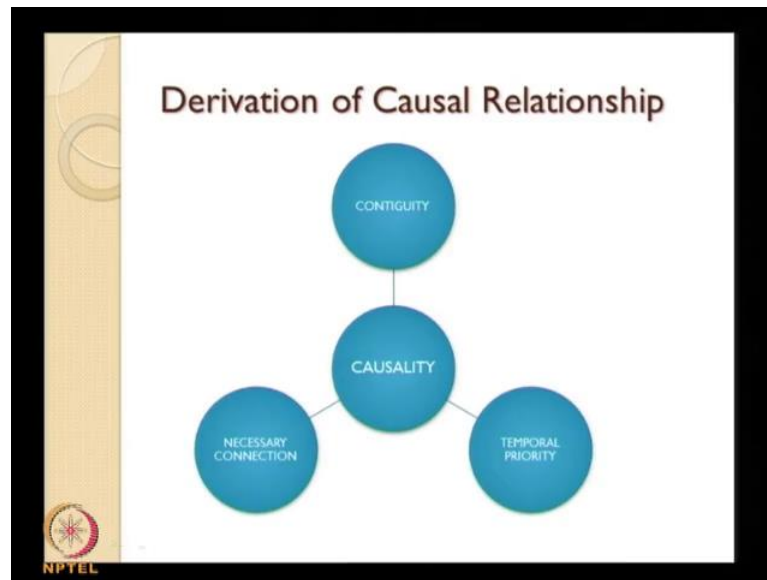 Derivation of Causal Relationship
CONTIGUITY
CAUSALITY
NECESSARY
CONNECTION
TEMPORAL
PRIORITY
NPTEL